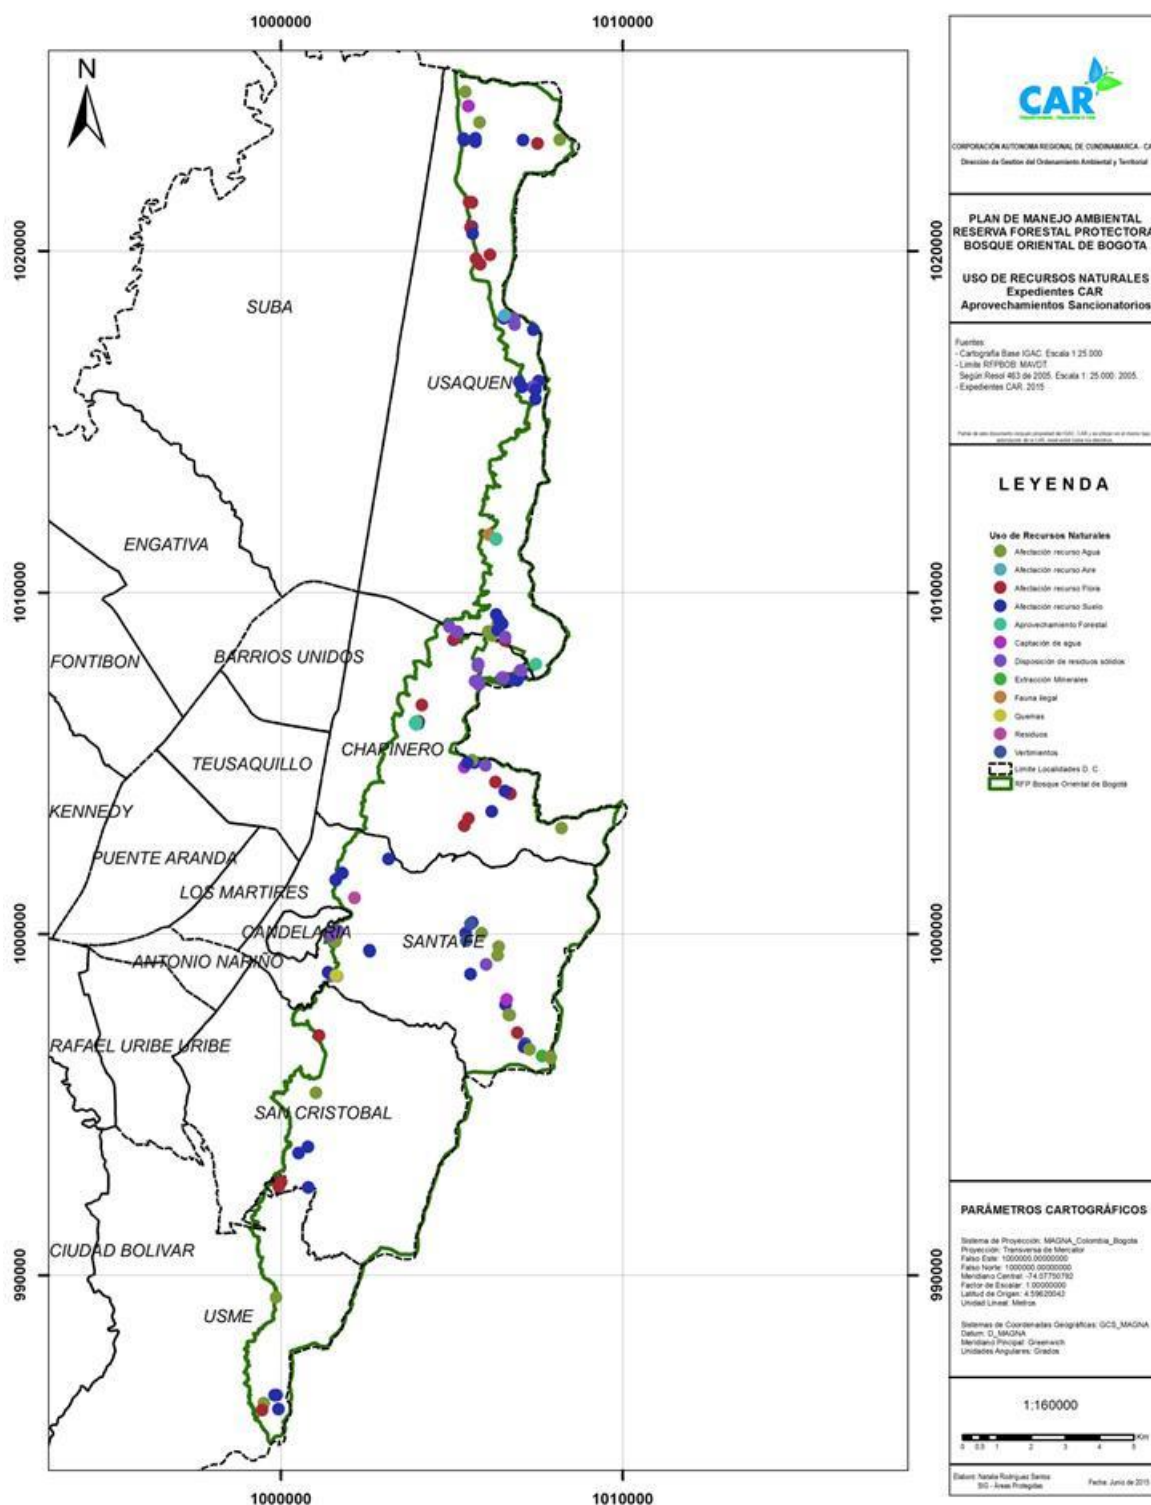 1000000
1010000
N
1020000
1020000
1010000
1010000
1000000
1000000
990000
990000
SUBA
USAQUEN
ENGATIVA
FONTIBON
BARRIOS UNIDOS
CHAPINERO
TEUSAQUILLO
KENNEDY
PUENTE ARANDA
LOS MARTIRES
CANDELARIA
SANTA FE
ANTONIO NARIÑO
RAFAEL URIBE URIBE
SAN CRISTOBAL
CIUDAD BOLIVAR
USME
1000000
1010000
CAR
CORPORACIÓN AUTONOMA REGIONAL DE CUNDINAMARCA - CA
Dirección de Gestion del Ordenamiento Ambiental y Territorial
PLAN DE MANEJO AMBIENTAL
RESERVA FORESTAL PROTECTORA
BOSQUE ORIENTAL DE BOGOTA
USO DE RECURSOS NATURALES
Expedientes CAR
Aprovechamientos Sancionatorios
Fuentes:
- Cartografía Base IGAC. Escala 1:25.000
- Limite RFPBOB: MAVDT.
Según Resol 463 de 2005. Escala 1: 25.000. 2005.
- Expedientes CAR. 2015
LEYENDA
Uso de Recursos Naturales
Afectación recurso Agua
Afectación recurso Aire
Afectación recurso Flora
Afectación recurso Suelo
Aprovechamiento Forestal
Captación de agua
Disposición de residuos sólidos
Extracción Minerales
Fauna ilegal
Quemas
Residuos
Vertimientos
Limite Localidades D. C.
RFP Bosque Oriental de Bogotá
PARÁMETROS CARTOGRÁFICOS
Sistema de Proyección: MAGNA_Colombia_Bogota
Proyección: Transversa de Mercator
Falso Este: 1000000.00000000
Falso Norte: 1000000.00000000
Meridiano Central: -74.07750792
Factor de Escalar: 1.00000000
Latitud de Origen: 4.59620042
Unidad Lineal: Metros
Sistemas de Coordenadas Geográficas: GCS_MAGNA
Datum: D_MAGNA
Meridiano Principal: Greenwich
Unidades Angulares: Grados
1:160000
0 0.5 1 2 3 4 5 Km
Elaboró: Natalia Rodríguez Santos
SIG - Áreas Protegidas
Fecha: Junio de 2015